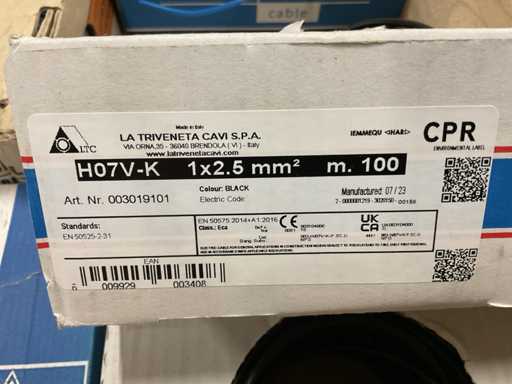 cable
Made in Italy
LTC
LA TRIVENETA CAVI S.P.A.
VIA ORNA,35 - 36040 BRENDOLA ( VI ) - Italy
www.latrivenetacavi.com
IEMMEQU <HAR>
CPR
ENVIRONMENTAL LABEL
H07V-K 1x2.5 mm² m. 100
Colour: BLACK
Manufactured 07 / 23
Art. Nr. 003019101
Electric Code:
Standards:
EN 50525-2-31
EN 50575:2014+A1:2016
Class.: Eca
CE
UK
CA
EAN
009929 003408